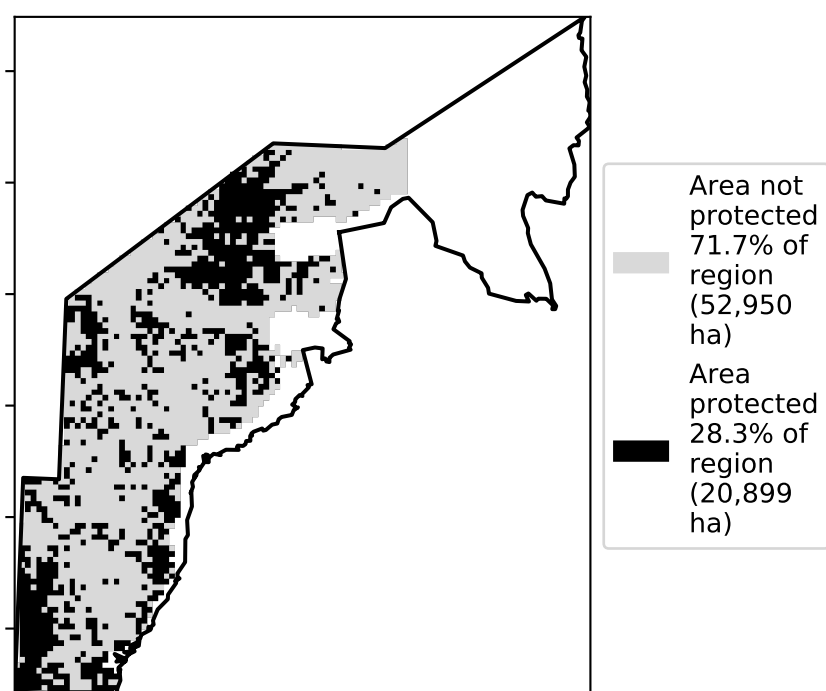 Area not
protected
71.7% of
region
(52,950
ha)
Area
protected
28.3% of
region
(20,899
ha)